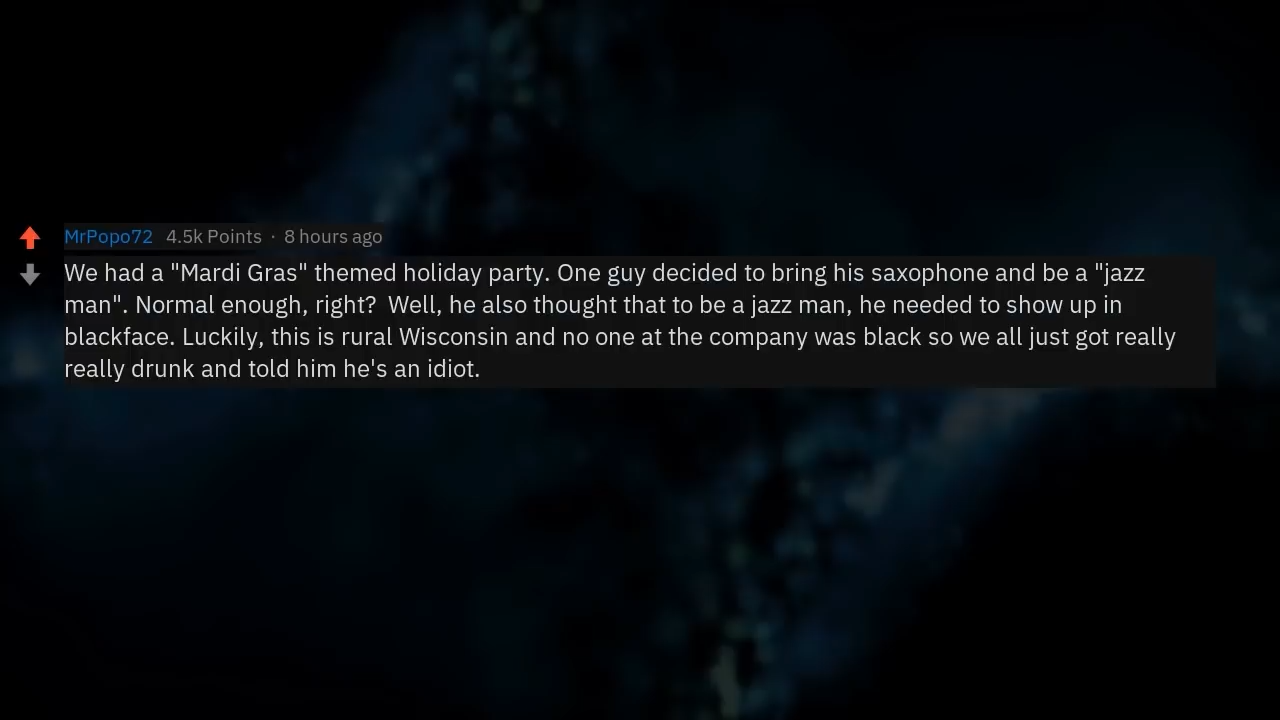 MrPopo72 4.5k Points · 8 hours ago
We had a "Mardi Gras" themed holiday party. One guy decided to bring his saxophone and be a "jazz
man". Normal enough, right?  Well, he also thought that to be a jazz man, he needed to show up in
blackface. Luckily, this is rural Wisconsin and no one at the company was black so we all just got really
really drunk and told him he's an idiot.